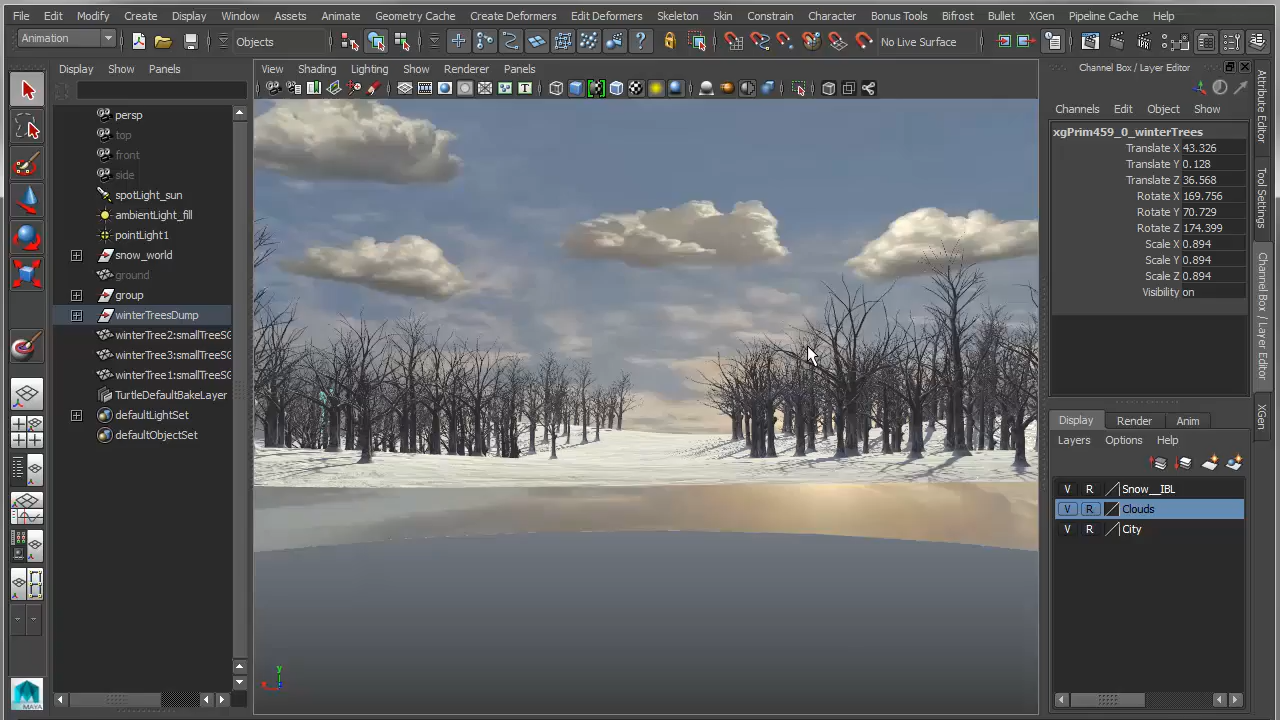 File Edit Modify Create Display Window Assets Animate Geometry Cache Create Deformers Edit Deformers Skeleton Skin Constrain Character Bonus Tools Bifrost Bullet XGen Pipeline Cache Help
Animation Objects No Live Surface
Display Show Panels
View Shading Lighting Show Renderer Panels
Channel Box / Layer Editor
Channels Edit Object Show
persp
top
front
side
spotLight_sun
ambientLight_fill
pointLight1
snow_world
ground
group
winterTreesDump
winterTree2:smallTreeSG
winterTree3:smallTreeSG
winterTree1:smallTreeSG
TurtleDefaultBakeLayer
defaultLightSet
defaultObjectSet
MAYA
T
y
xgPrim459_0_winterTrees
Translate X 43.326
Translate Y 0.128
Translate Z 36.568
Rotate X 169.756
Rotate Y 70.729
Rotate Z 174.399
Scale X 0.894
Scale Y 0.894
Scale Z 0.894
Visibility on
Display Render Anim
Layers Options Help
V R Snow__IBL
V R Clouds
V R City
Attribute Editor
Tool Settings
Channel Box / Layer Editor
XGen